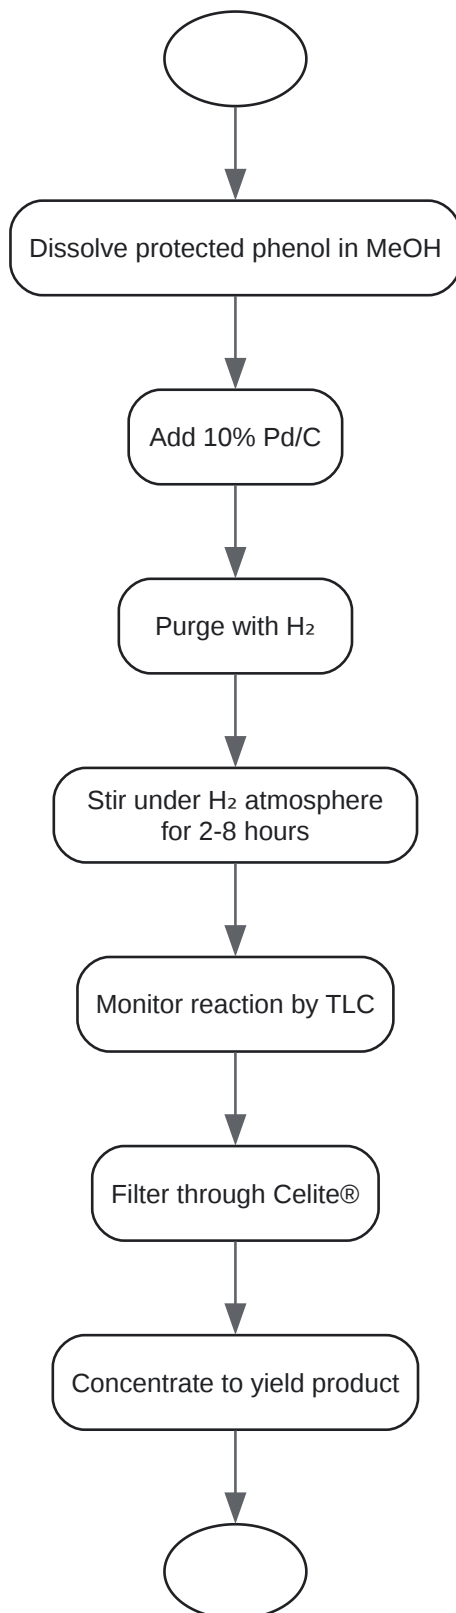 Dissolve protected phenol in MeOH
Add 10% Pd/C
Purge with H₂
Stir under H₂ atmosphere
for 2-8 hours
Monitor reaction by TLC
Filter through Celite®
Concentrate to yield product